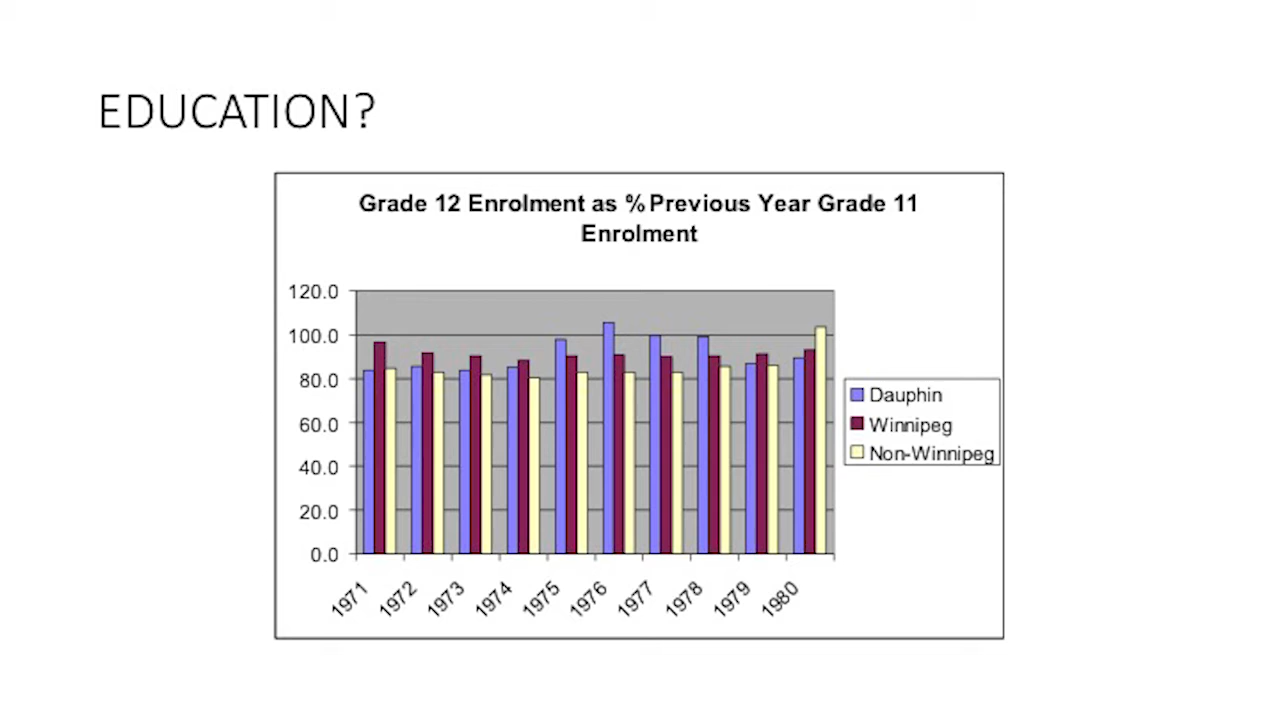 EDUCATION?
Grade 12 Enrolment as % Previous Year Grade 11
Enrolment
120.0
100.0
80.0
60.0
40.0
20.0
0.0
1971
1972
1973
1974
1975
1976
1977
1978
1979
1980
Dauphin
Winnipeg
Non-Winnipeg